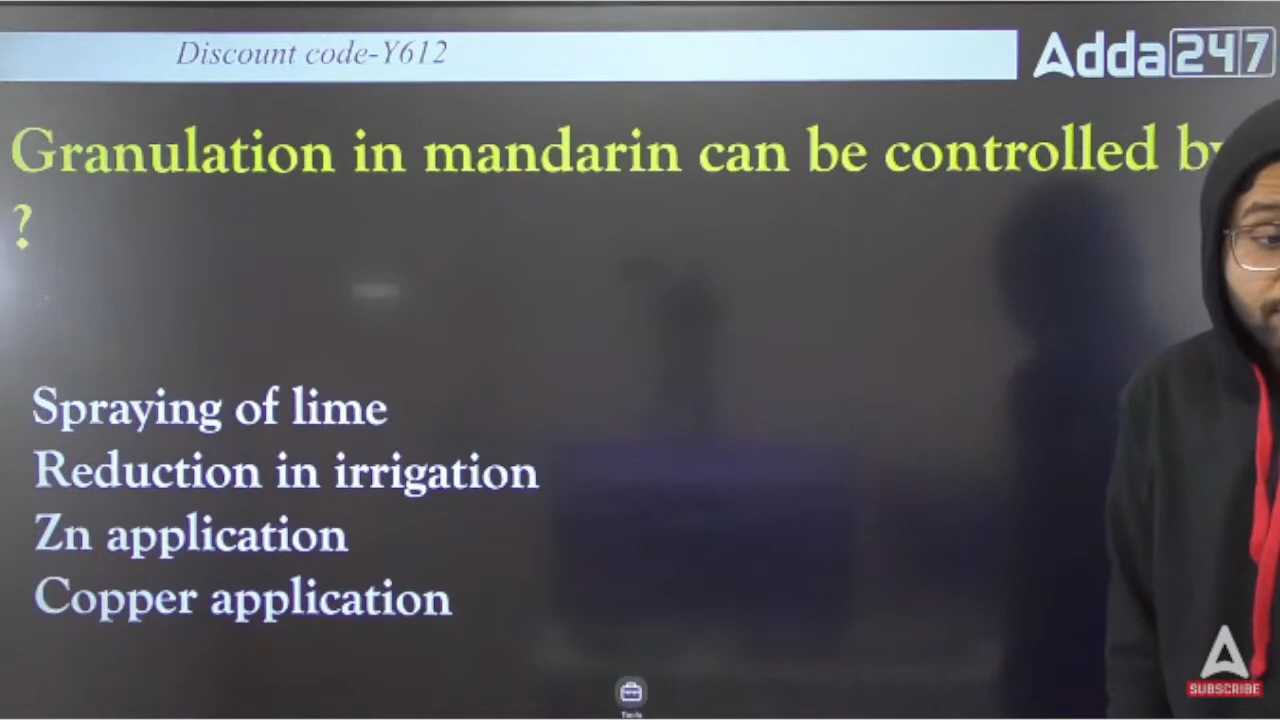 Discount code-Y612
Adda247
Granulation in mandarin can be controlled
?
Spraying of lime
Reduction in irrigation
Zn application
Copper application
Tools
SUBSCRIBE